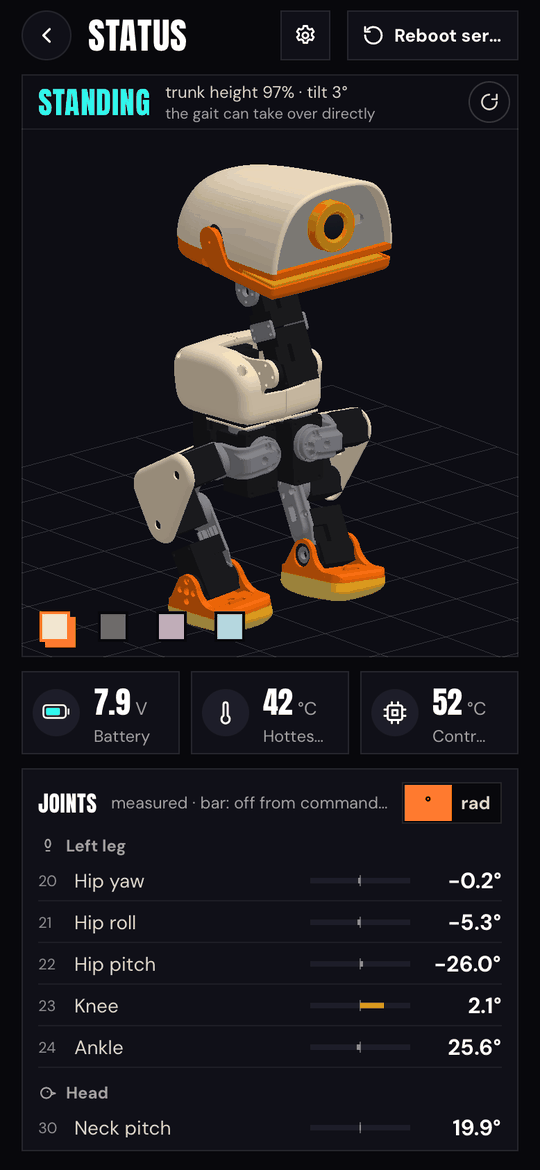 STATUS
Reboot ser...
STANDING
trunk height 97% · tilt 3°
the gait can take over directly
7.9 V
Battery
42 °C
Hottes...
52 °C
Contr...
JOINTS
measured · bar: off from command...
°
rad
Left leg
20 Hip yaw −0.2°
21 Hip roll −5.3°
22 Hip pitch −26.0°
23 Knee 2.1°
24 Ankle 25.6°
Head
30 Neck pitch 19.9°